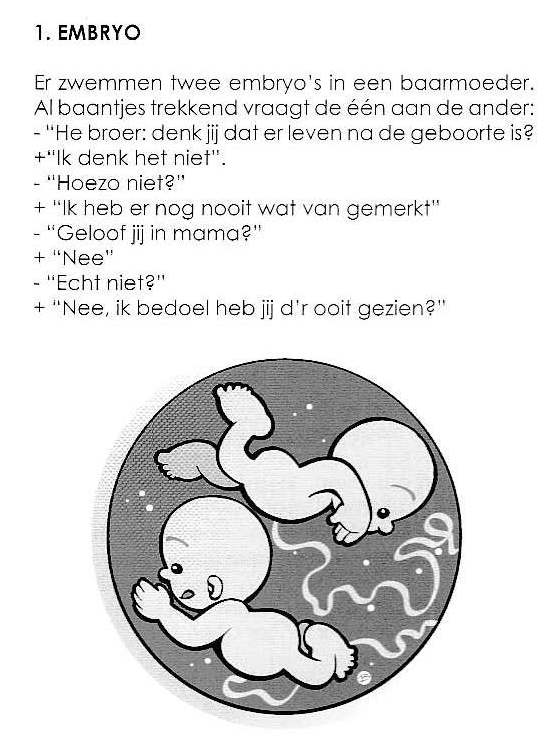 1. EMBRYO
Er zwemmen twee embryo's in een baarmoeder.
Al baantjes trekkend vraagt de één aan de ander:
- "He broer: denk jij dat er leven na de geboorte is?
+"Ik denk het niet".
- "Hoezo niet?"
+ "Ik heb er nog nooit wat van gemerkt"
- "Geloof jij in mama?"
+ "Nee"
- "Echt niet?"
+ "Nee, ik bedoel heb jij d'r ooit gezien?"